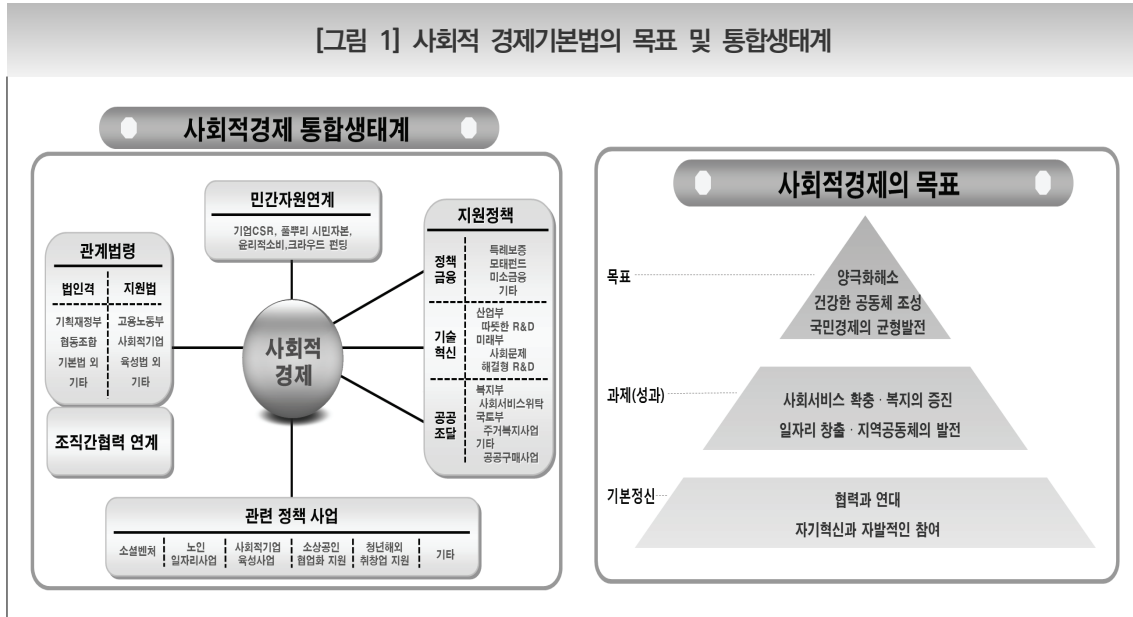 [그림 1] 사회적 경제기본법의 목표 및 통합생태계
사회적경제 통합생태계
민간자원연계
기업CSR, 풀뿌리 시민자본,
윤리적소비,크라우드 펀딩
관계법령
법인격
지원법
기획재정부
협동조합
기본법 외
기타
고용노동부
사회적기업
육성법 외
기타
조직간협력 연계
사회적
경제
지원정책
정책
금융
특례보증
모태펀드
미소금융
기타
기술
혁신
산업부
따뜻한 R&D
미래부
사회문제
해결형 R&D
공공
조달
복지부
사회서비스위탁
국토부
주거복지사업
기타
공공구매사업
관련 정책 사업
소셜벤처
노인
일자리사업
사회적기업
육성사업
소상공인
협업화 지원
청년해외
취창업 지원
기타
사회적경제의 목표
목표
양극화해소
건강한 공동체 조성
국민경제의 균형발전
과제(성과)
사회서비스 확충 · 복지의 증진
일자리 창출 · 지역공동체의 발전
기본정신
협력과 연대
자기혁신과 자발적인 참여